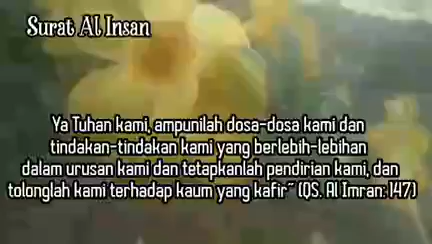 Surat Al Insan
Ya Tuhan kami, ampunilah dosa-dosa kami dan
tindakan-tindakan kami yang berlebih-lebihan
dalam urusan kami dan tetapkanlah pendirian kami, dan
tolonglah kami terhadap kaum yang kafir" (QS. Al Imran: 147)